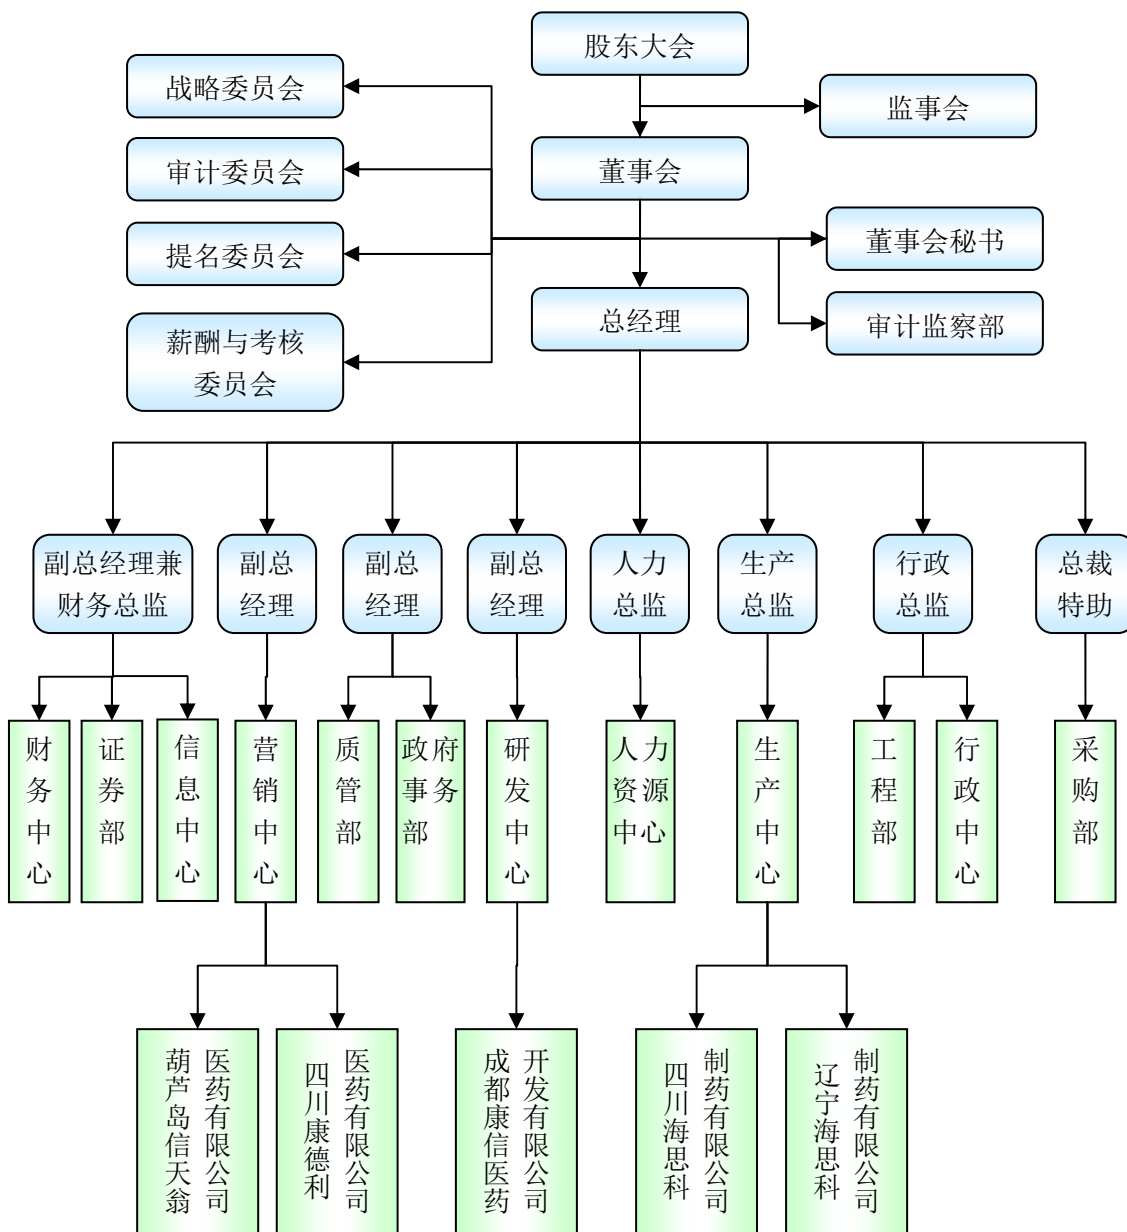 股东大会
战略委员会
监事会
审计委员会
董事会
提名委员会
董事会秘书
总经理
审计监察部
薪酬与考核
委员会
副总经理兼
财务总监
副总
经理
副总
经理
副总
经理
人力
总监
生产
总监
行政
总监
总裁
特助
财务中心
证券部
信息中心
营销中心
质管部
政府
事务
部
研发中心
人力
资源
中心
生产中心
工程部
行政中心
采购部
葫芦岛信天翁
医药有限公司
四川康德利
医药有限公司
成都康信医药
开发有限公司
四川海思科
制药有限公司
辽宁海思科
制药有限公司